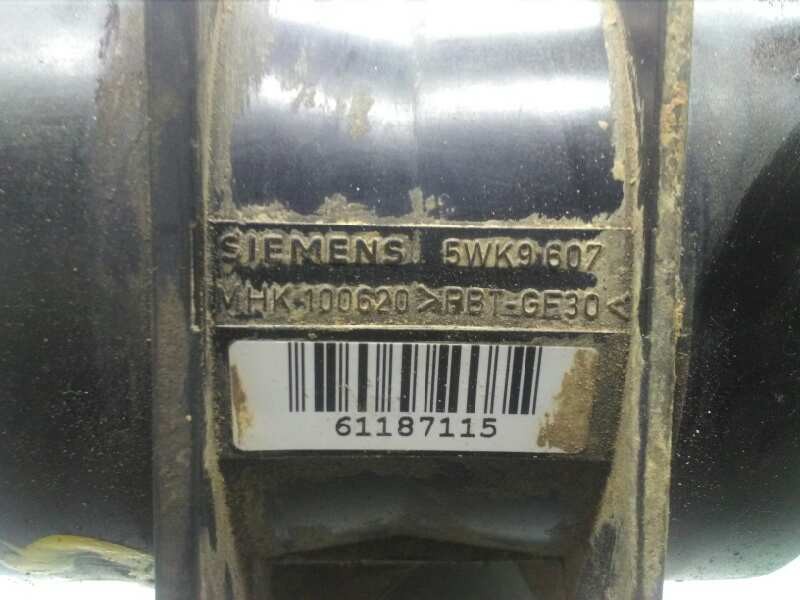 SIEMENS 5WK9 607
MHK 100620 >PBT-GF30<
61187115